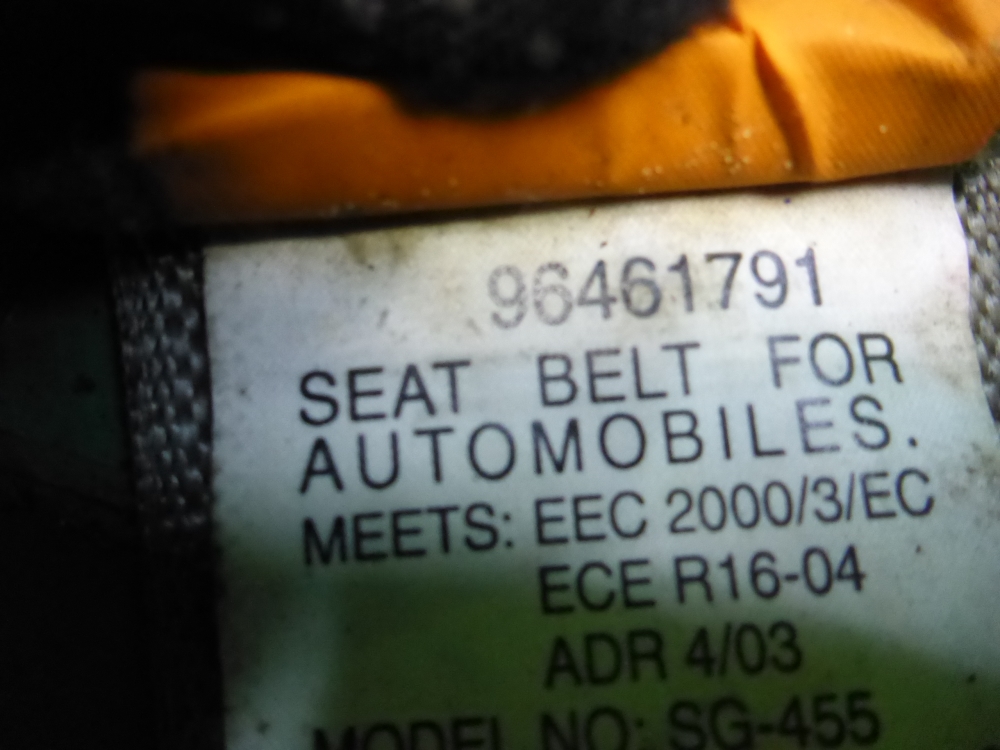 96461791
SEAT BELT FOR
AUTOMOBILES.
MEETS: EEC 2000/3/EC
ECE R16-04
ADR 4/03
MODEL NO: SG-455